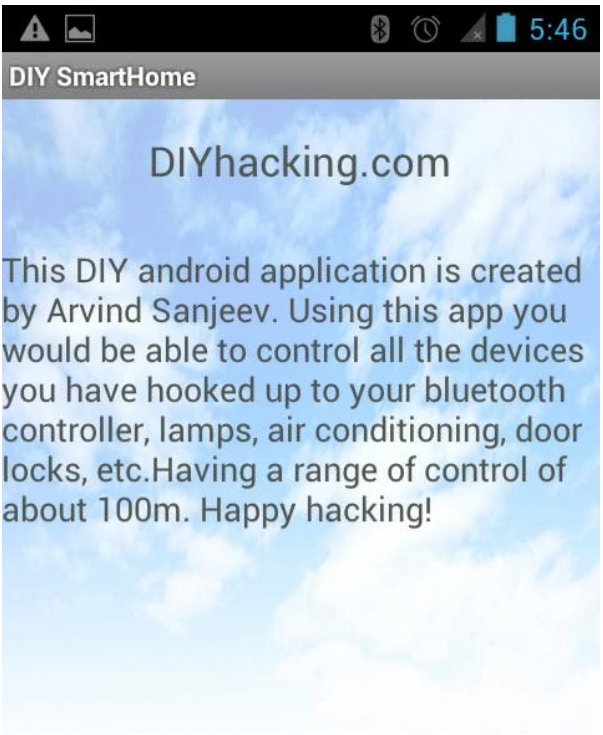 5:46
DIY SmartHome
DIYhacking.com
This DIY android application is created
by Arvind Sanjeev. Using this app you
would be able to control all the devices
you have hooked up to your bluetooth
controller, lamps, air conditioning, door
locks, etc.Having a range of control of
about 100m. Happy hacking!